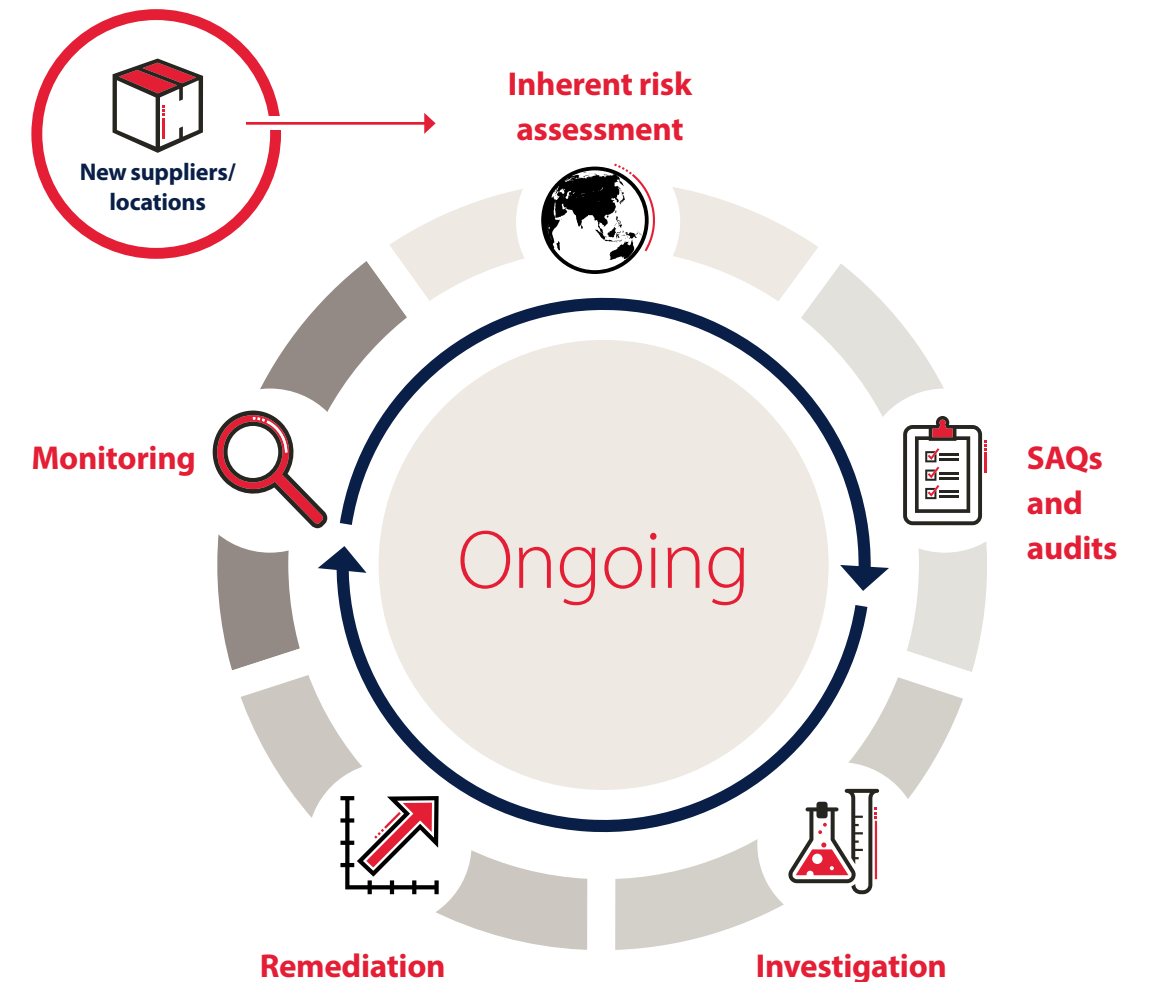 New suppliers/
locations
Inherent risk
assessment
SAQs
and
audits
Investigation
Remediation
Monitoring
Ongoing